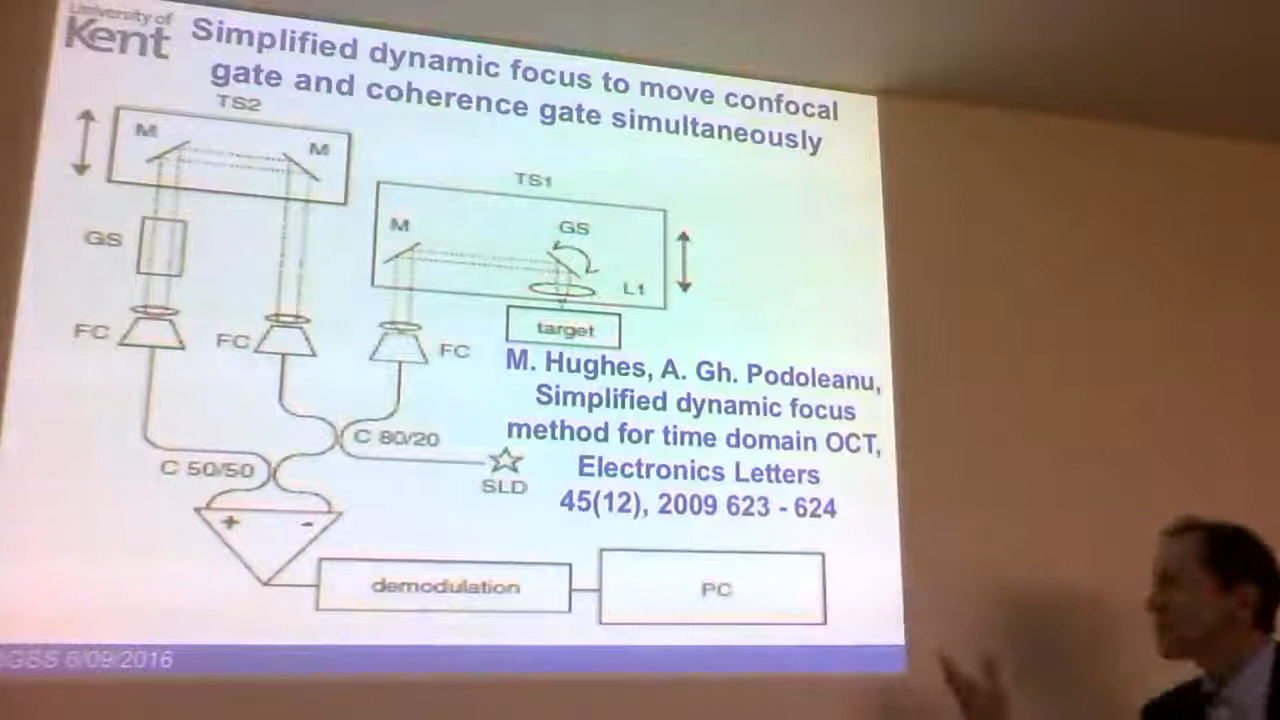 University of
Kent
Simplified dynamic focus to move confocal
gate and coherence gate simultaneously
TS2
M
M
TS1
M
GS
GS
L1
target
FC
FC
FC
M. Hughes, A. Gh. Podoleanu,
Simplified dynamic focus
method for time domain OCT,
Electronics Letters
45(12), 2009 623 - 624
C 80/20
C 50/50
SLD
+
-
demodulation
PC
6/09/2016